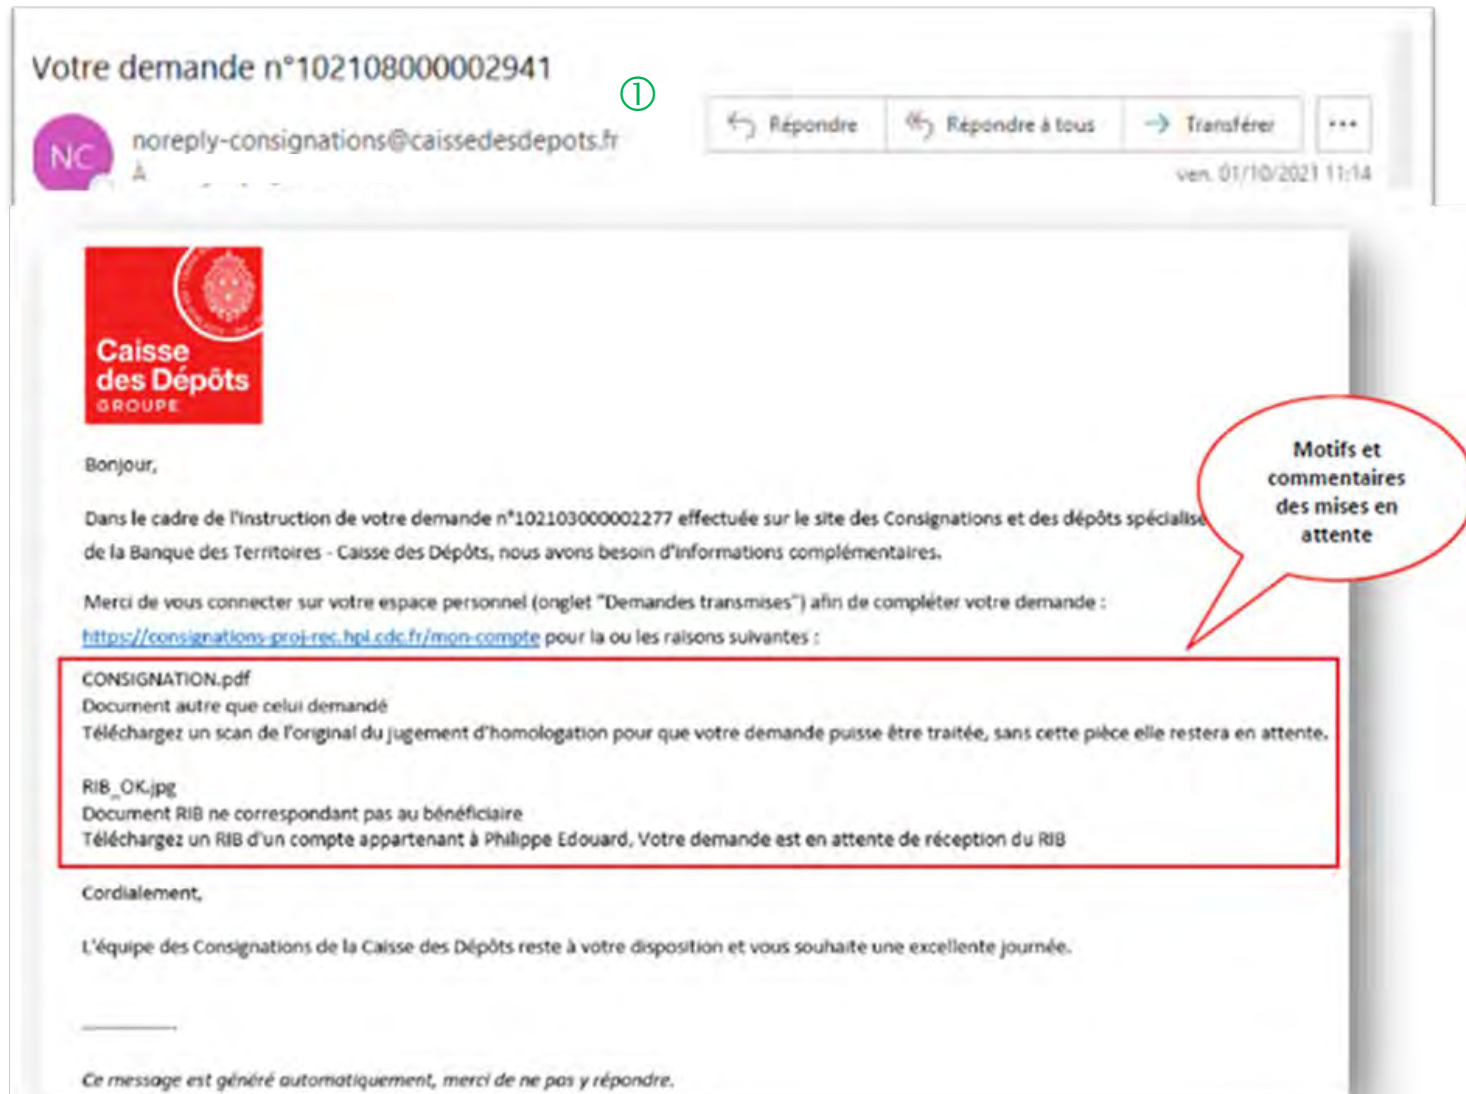 Votre demande n°102108000002941
①
NC
noreply-consignations@caissedesdepots.fr
À
Répondre
Répondre à tous
Transférer
ven. 01/10/2021 11:14
Caisse
des Dépôts
GROUPE
Motifs et
commentaires
des mises en
attente
Bonjour,
Dans le cadre de l'instruction de votre demande n°102103000002277 effectuée sur le site des Consignations et des dépôts spécialisé
de la Banque des Territoires - Caisse des Dépôts, nous avons besoin d'informations complémentaires.
Merci de vous connecter sur votre espace personnel (onglet "Demandes transmises") afin de compléter votre demande :
https://consignations-proj-rec.hpi.cdc.fr/mon-compte pour la ou les raisons suivantes :
CONSIGNATION.pdf
Document autre que celui demandé
Téléchargez un scan de l'original du jugement d'homologation pour que votre demande puisse être traitée, sans cette pièce elle restera en attente.
RIB_OK.jpg
Document RIB ne correspondant pas au bénéficiaire
Téléchargez un RIB d'un compte appartenant à Philippe Edouard, Votre demande est en attente de réception du RIB
Cordialement,
L'équipe des Consignations de la Caisse des Dépôts reste à votre disposition et vous souhaite une excellente journée.
Ce message est généré automatiquement, merci de ne pas y répondre.